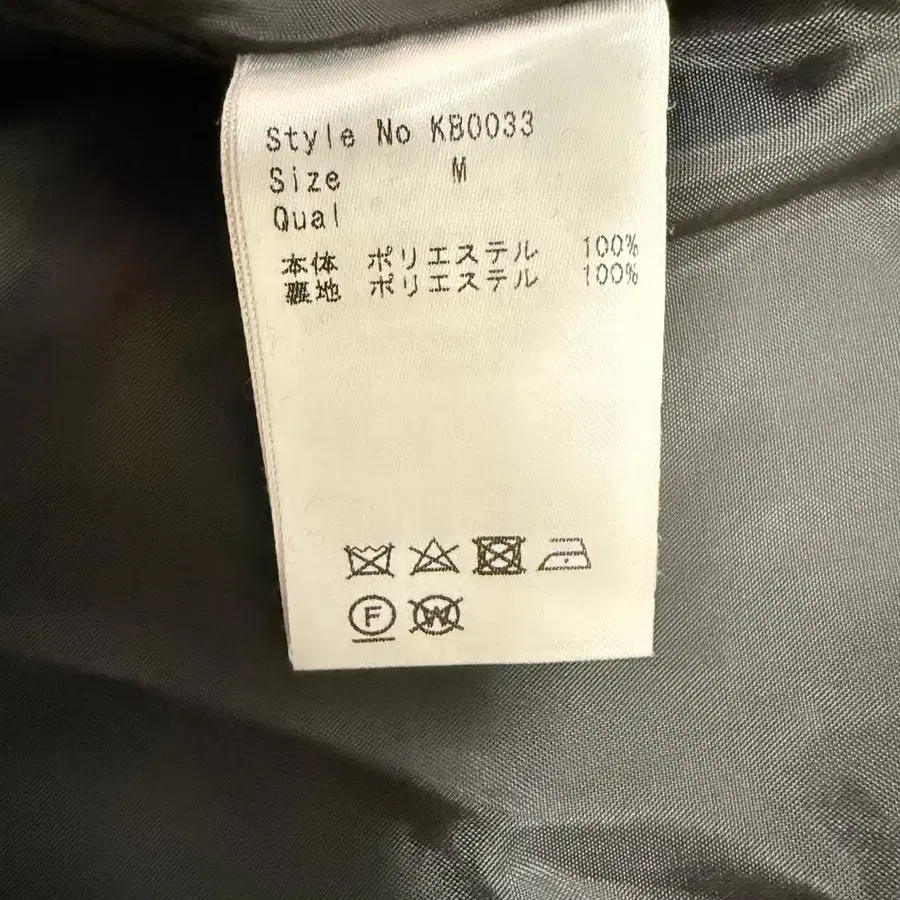 Style No KB0033
Size M
Qual
本体 ポリエステル 100%
裏地 ポリエステル 100%
F
W